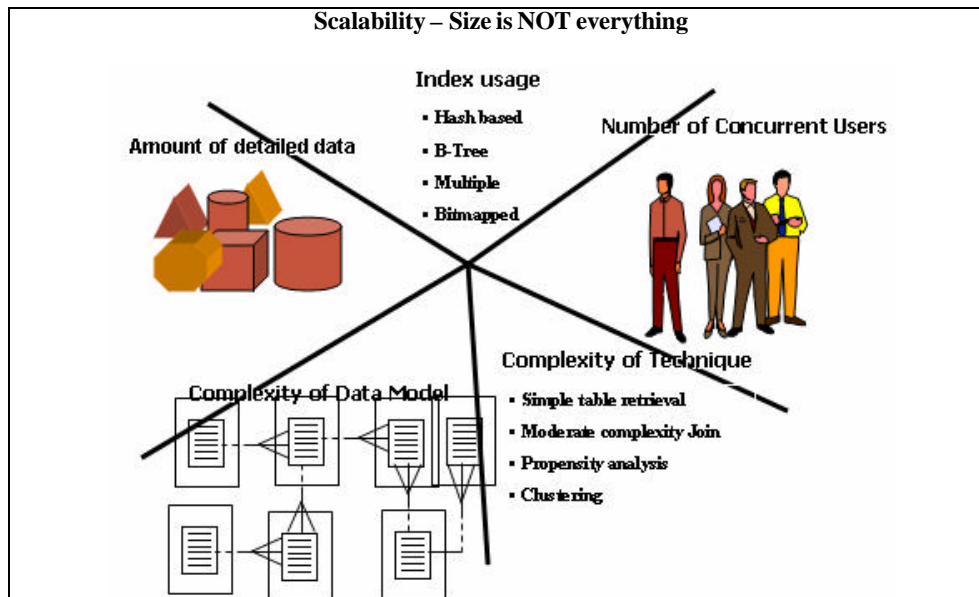 Scalability – Size is NOT everything
Index usage
▪ Hash based
▪ B-Tree
▪ Multiple
▪ Bitmapped
Amount of detailed data
Number of Concurrent Users
Complexity of Technique
▪ Simple table retrieval
▪ Moderate complexity Join
▪ Propensity analysis
▪ Clustering
Complexity of Data Model